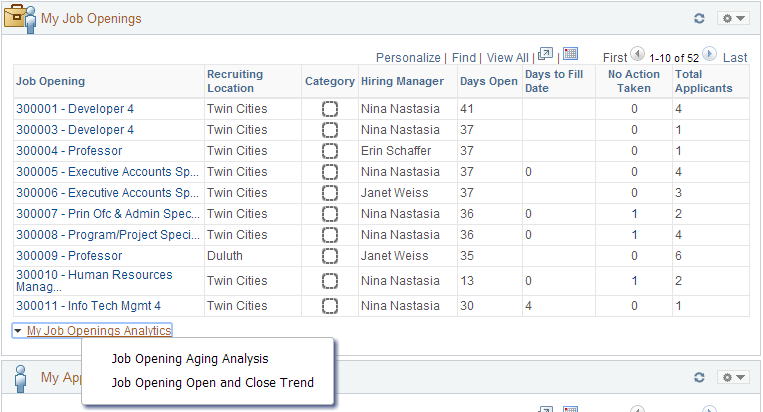 My Job Openings
Personalize | Find | View All | |
First 1-10 of 52 Last
Job Opening Recruiting Location Category Hiring Manager Days Open Days to Fill Date No Action Taken Total Applicants
300001 - Developer 4 Twin Cities Nina Nastasia 41 0 4
300003 - Developer 4 Twin Cities Nina Nastasia 37 0 1
300004 - Professor Twin Cities Erin Schaffer 37 0 1
300005 - Executive Accounts Sp... Twin Cities Nina Nastasia 37 0 0 4
300006 - Executive Accounts Sp... Twin Cities Janet Weiss 37 0 3
300007 - Prin Ofc & Admin Spec... Twin Cities Nina Nastasia 36 0 1 2
300008 - Program/Project Speci... Twin Cities Nina Nastasia 36 0 1 4
300009 - Professor Duluth Janet Weiss 35 0 6
300010 - Human Resources Manag... Twin Cities Nina Nastasia 13 0 1 2
300011 - Info Tech Mgmt 4 Twin Cities Nina Nastasia 30 4 0 1
My Job Openings Analytics
Job Opening Aging Analysis
Job Opening Open and Close Trend
My Ap